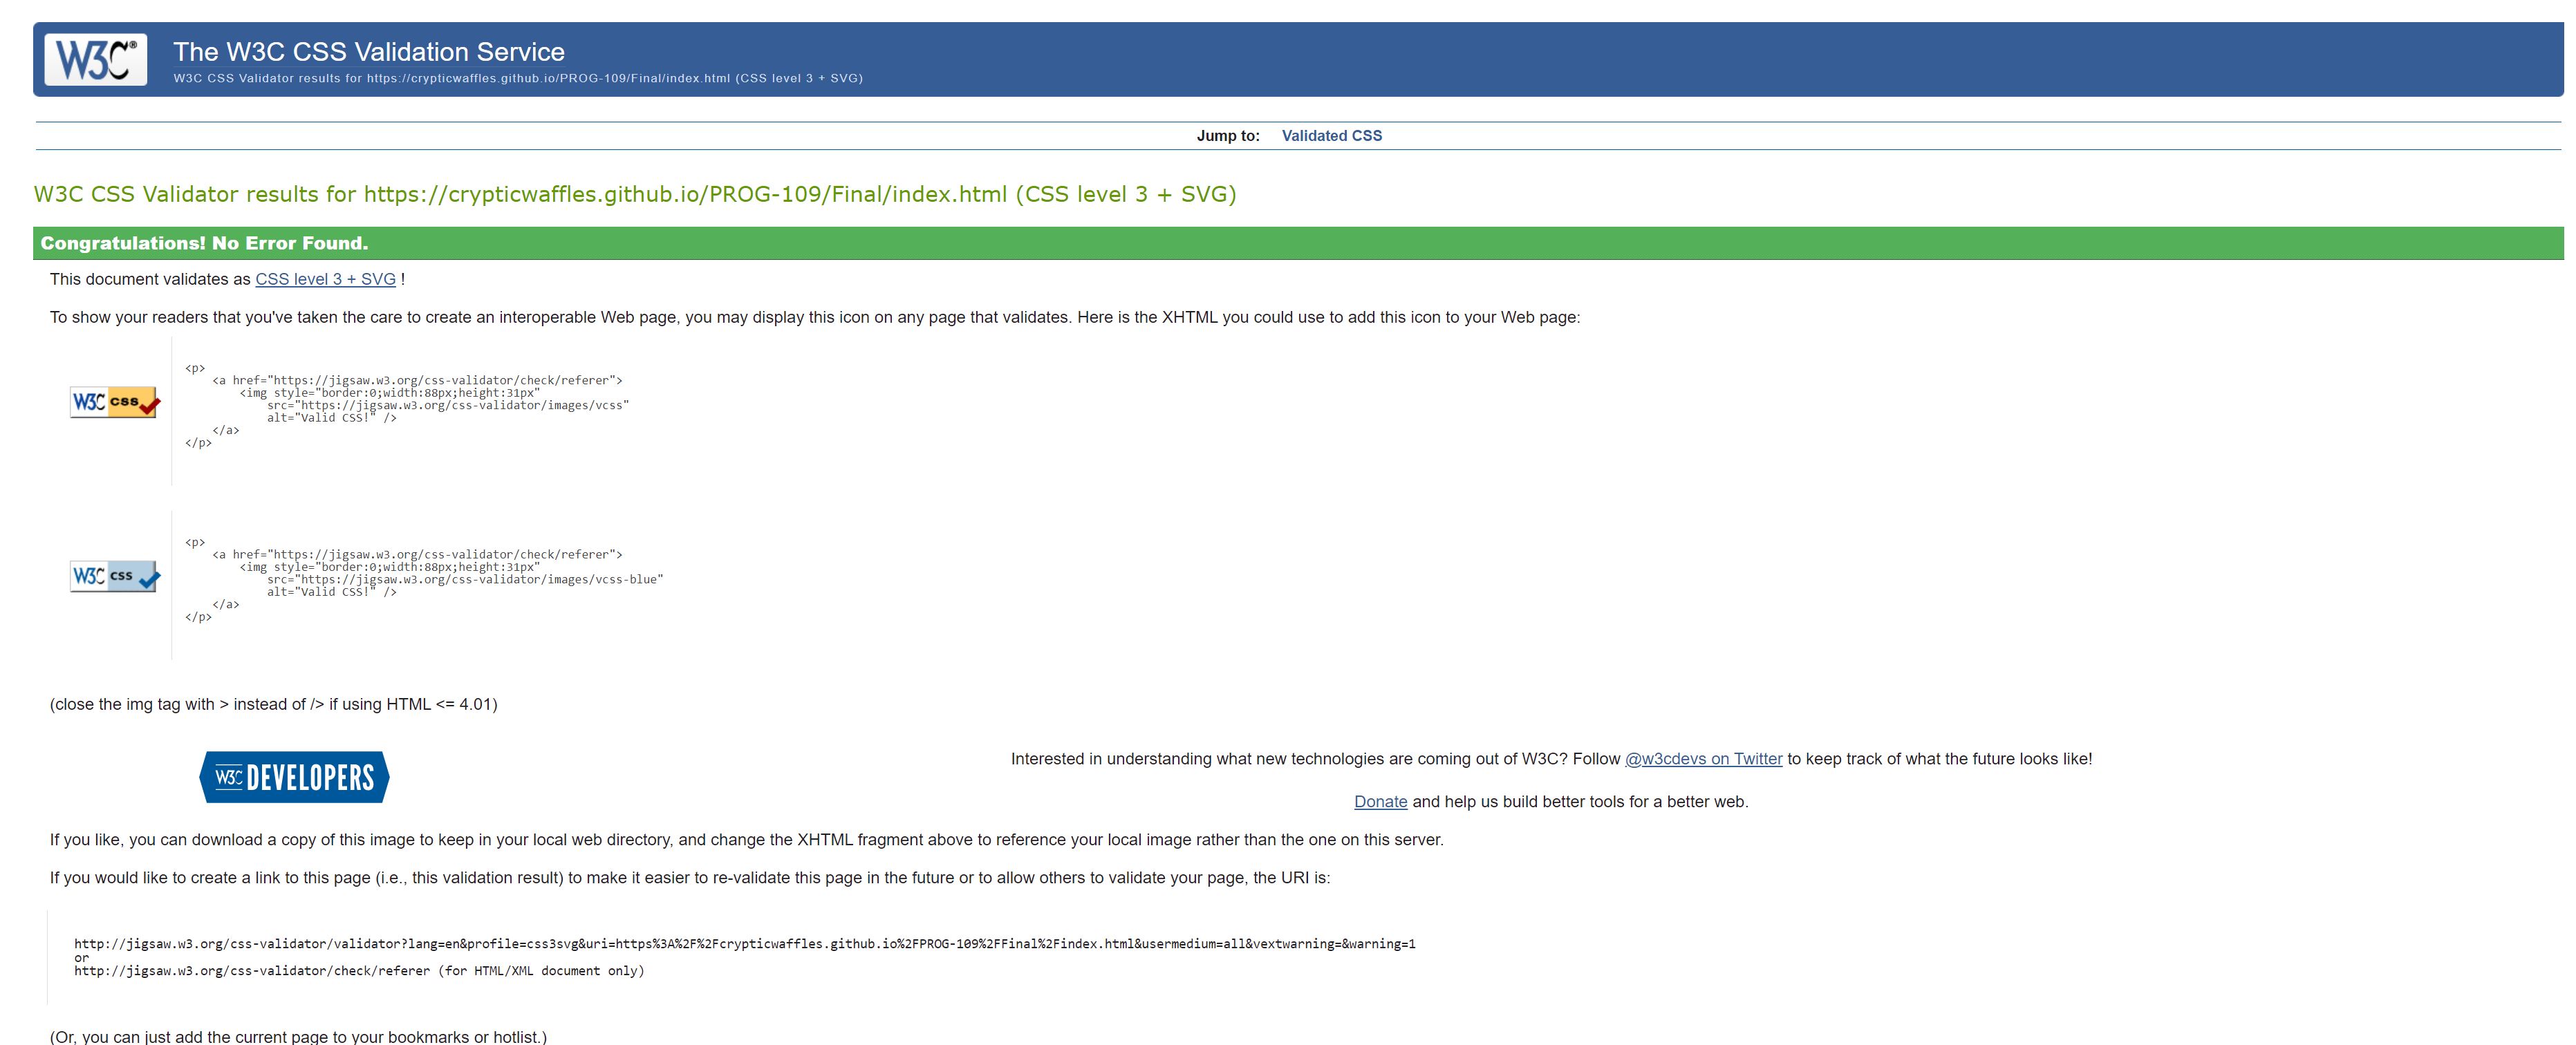 W3C®
The W3C CSS Validation Service
W3C CSS Validator results for https://crypticwaffles.github.io/PROG-109/Final/index.html (CSS level 3 + SVG)
Jump to: Validated CSS
W3C CSS Validator results for https://crypticwaffles.github.io/PROG-109/Final/index.html (CSS level 3 + SVG)
Congratulations! No Error Found.
This document validates as CSS level 3 + SVG !
To show your readers that you've taken the care to create an interoperable Web page, you may display this icon on any page that validates. Here is the XHTML you could use to add this icon to your Web page:
W3C css
<p>
    <a href="https://jigsaw.w3.org/css-validator/check/referer">
        <img style="border:0;width:88px;height:31px"
            src="https://jigsaw.w3.org/css-validator/images/vcss"
            alt="Valid CSS!" />
    </a>
</p>
W3C css
<p>
    <a href="https://jigsaw.w3.org/css-validator/check/referer">
        <img style="border:0;width:88px;height:31px"
            src="https://jigsaw.w3.org/css-validator/images/vcss-blue"
            alt="Valid CSS!" />
    </a>
</p>
(close the img tag with > instead of /> if using HTML <= 4.01)
W3C DEVELOPERS
Interested in understanding what new technologies are coming out of W3C? Follow @w3cdevs on Twitter to keep track of what the future looks like!
Donate and help us build better tools for a better web.
If you like, you can download a copy of this image to keep in your local web directory, and change the XHTML fragment above to reference your local image rather than the one on this server.
If you would like to create a link to this page (i.e., this validation result) to make it easier to re-validate this page in the future or to allow others to validate your page, the URI is:
http://jigsaw.w3.org/css-validator/validator?lang=en&profile=css3svg&uri=https%3A%2F%2Fcrypticwaffles.github.io%2FPROG-109%2FFinal%2Findex.html&usermedium=all&vextwarning=&warning=1
or
http://jigsaw.w3.org/css-validator/check/referer (for HTML/XML document only)
(Or, you can just add the current page to your bookmarks or hotlist.)